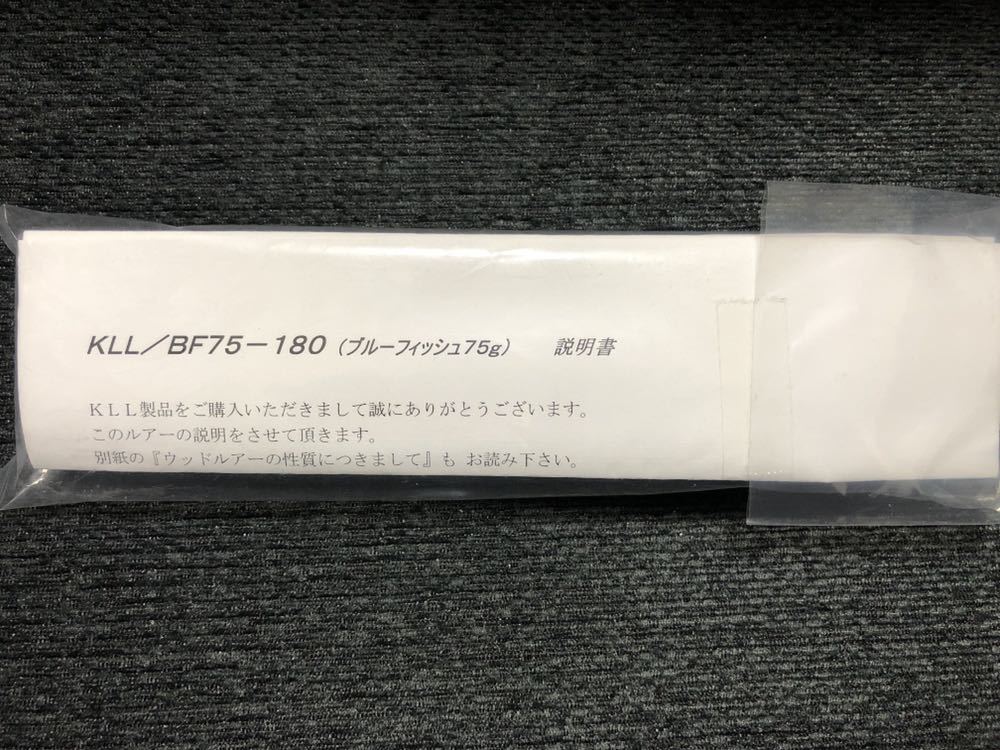 KLL／BF75－180（ブルーフィッシュ75g）　説明書
ＫＬＬ製品をご購入いただきまして誠にありがとうございます。
このルアーの説明をさせて頂きます。
別紙の『ウッドルアーの性質につきまして』も お読み下さい。